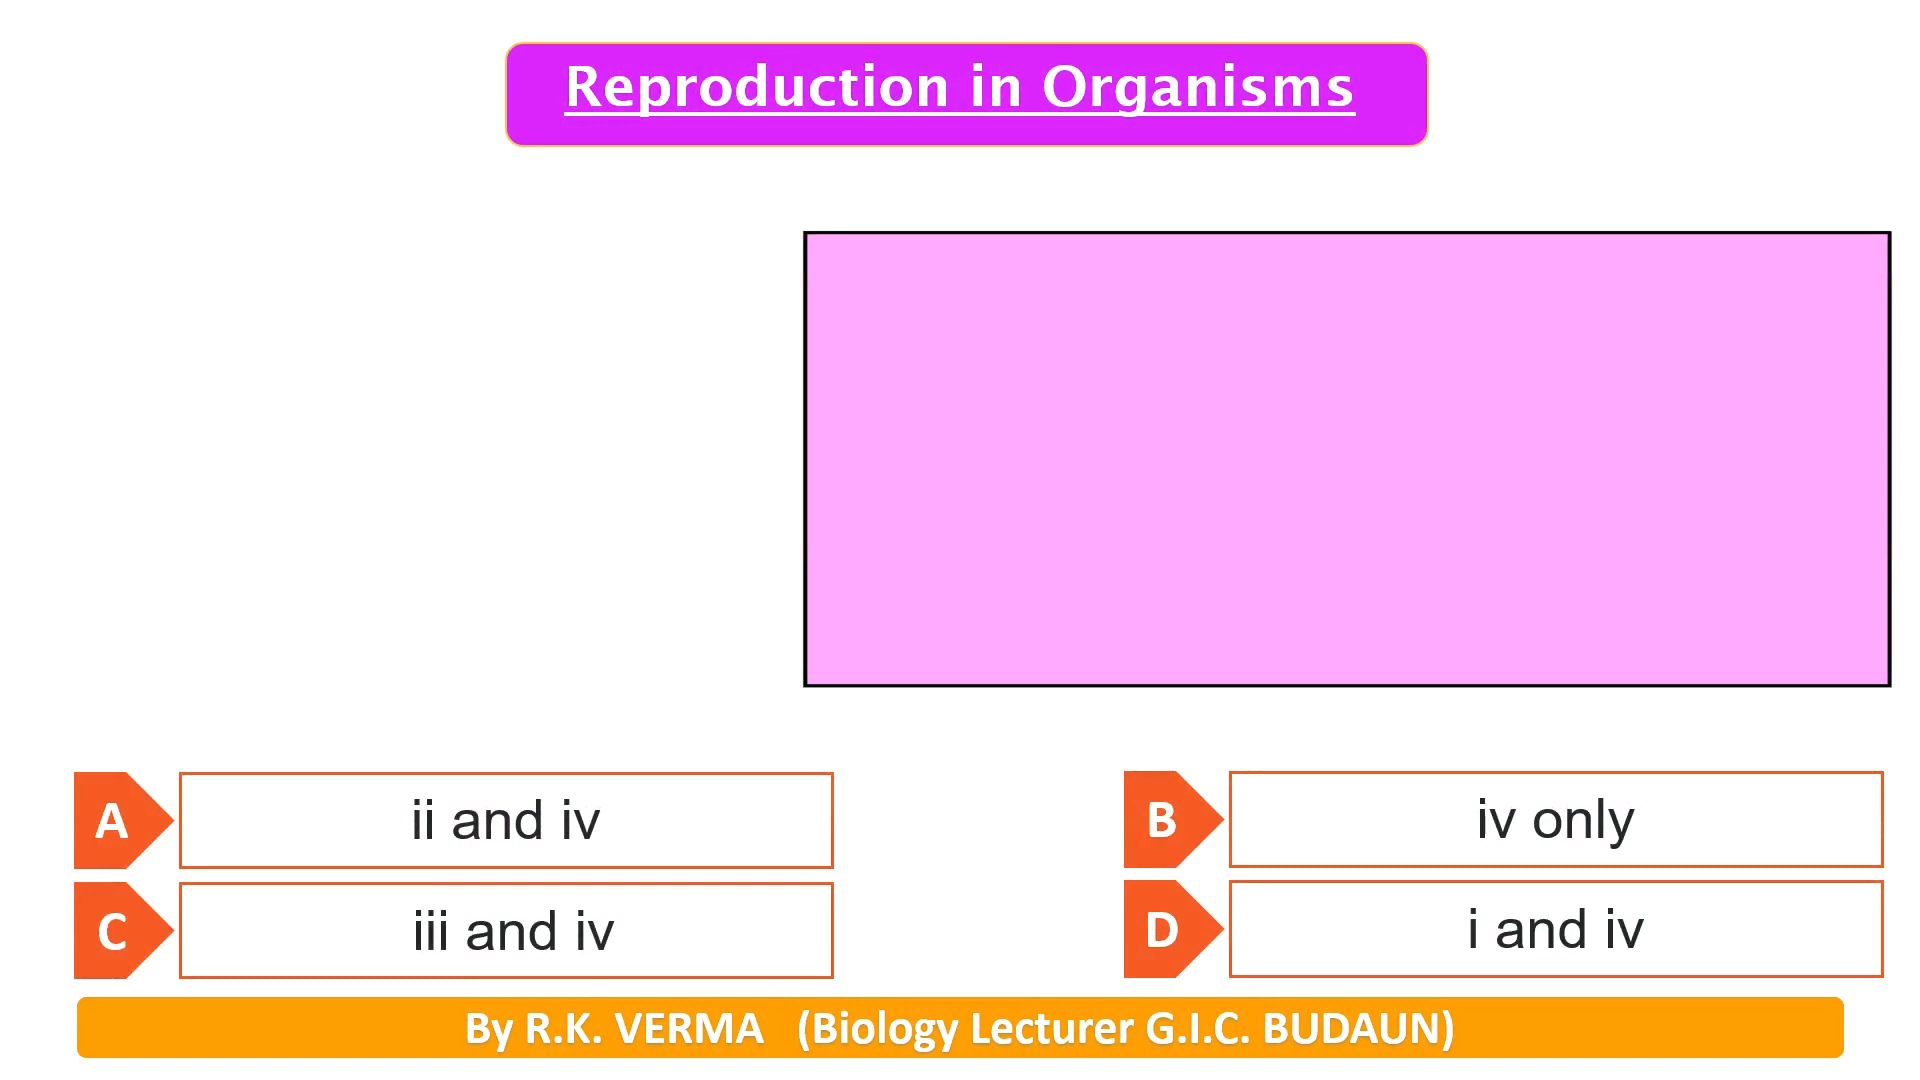 Reproduction in Organisms
A
ii and iv
B
iv only
C
iii and iv
D
i and iv
By R.K. VERMA (Biology Lecturer G.I.C. BUDAUN)